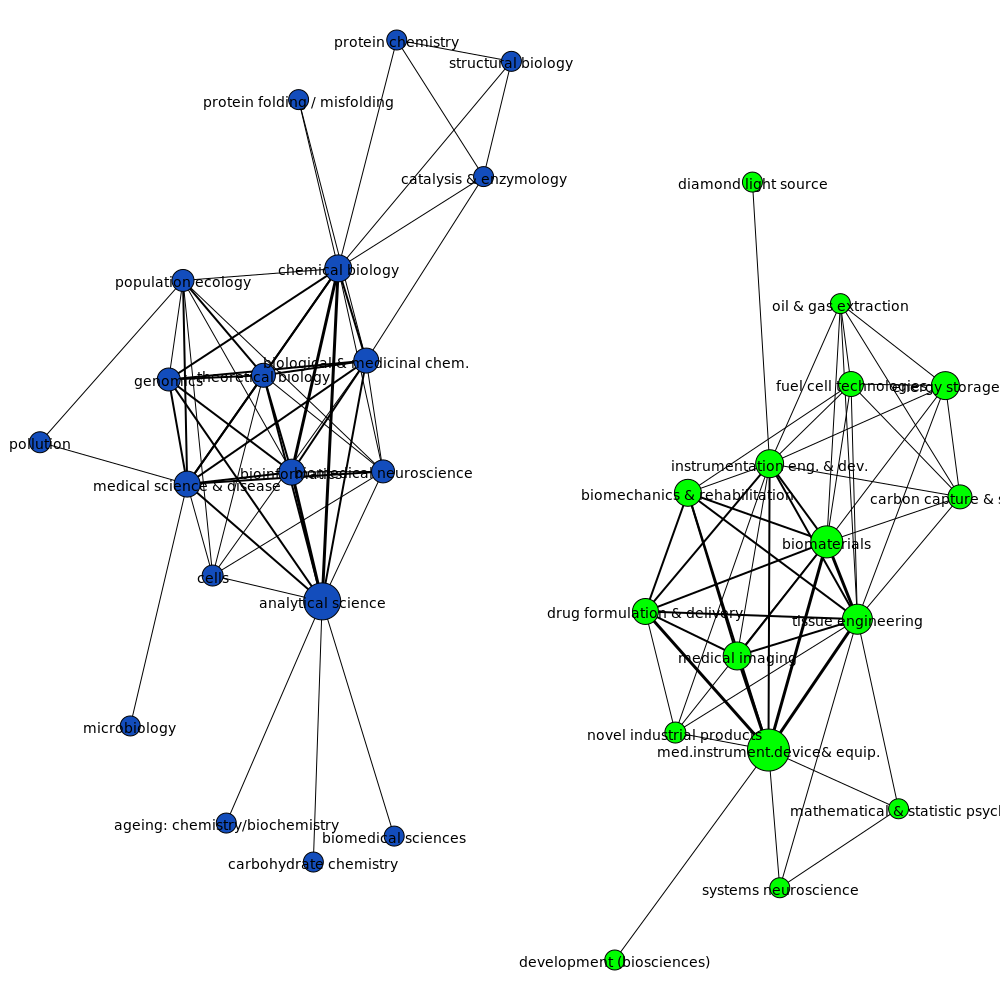 protein chemistry
structural biology
protein folding / misfolding
catalysis & enzymology
diamond light source
chemical biology
population ecology
oil & gas extraction
biological & medicinal chem.
genomics
theoretical biology
fuel cell technologies
energy storage
pollution
instrumentation eng. & dev.
bioinformatics
biomedical neuroscience
medical science & disease
biomechanics & rehabilitation
carbon capture & s
biomaterials
cells
analytical science
drug formulation & delivery
tissue engineering
medical imaging
microbiology
novel industrial products
med.instrument.device& equip.
ageing: chemistry/biochemistry
mathematical & statistic psych
biomedical sciences
carbohydrate chemistry
systems neuroscience
development (biosciences)